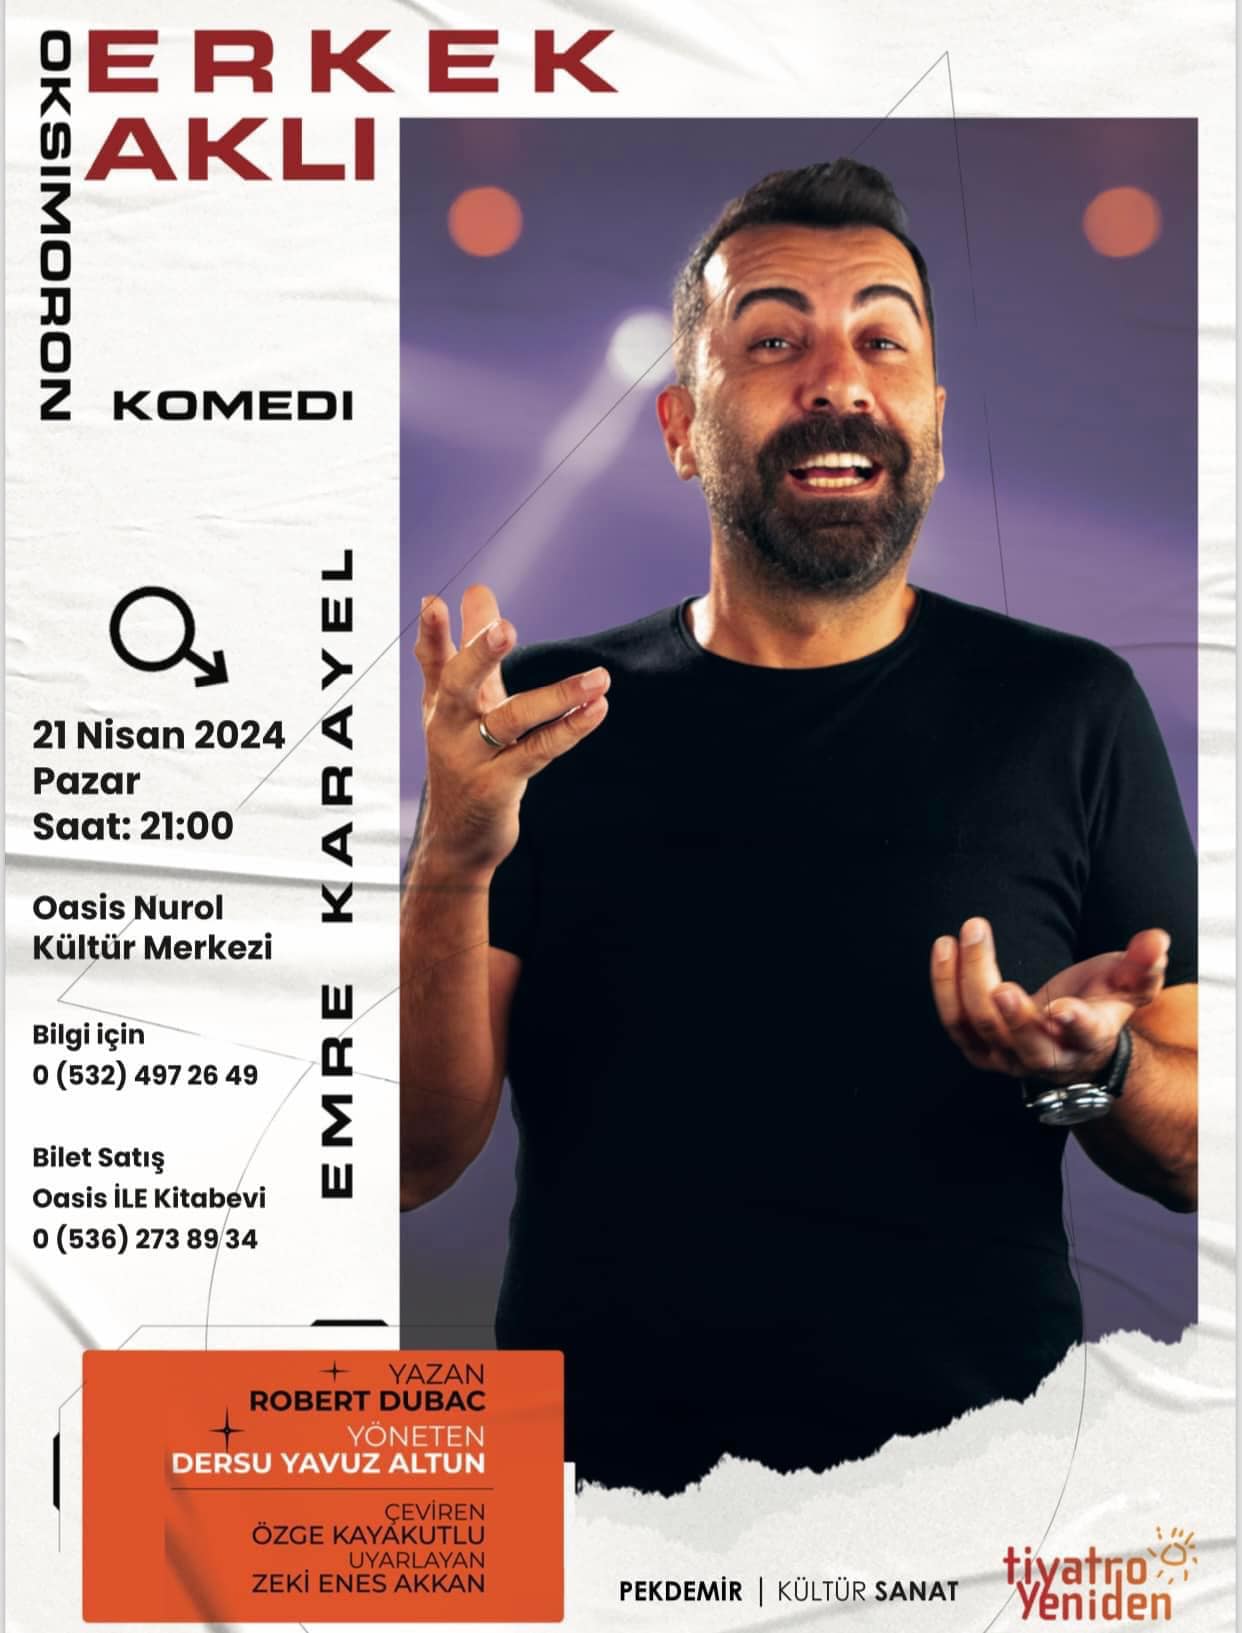 OKSIMORON
ERKEK
AKLI
KOMEDI
EMRE KARAYEL
21 Nisan 2024
Pazar
Saat: 21:00
Oasis Nurol
Kültür Merkezi
Bilgi için
0 (532) 497 26 49
Bilet Satış
Oasis İLE Kitabevi
0 (536) 273 89 34
YAZAN
ROBERT DUBAC
YÖNETEN
DERSU YAVUZ ALTUN
ÇEVİREN
ÖZGE KAYAKUTLU
UYARLAYAN
ZEKİ ENES AKKAN
PEKDEMİR | KÜLTÜR SANAT
tiyatro
Yeniden